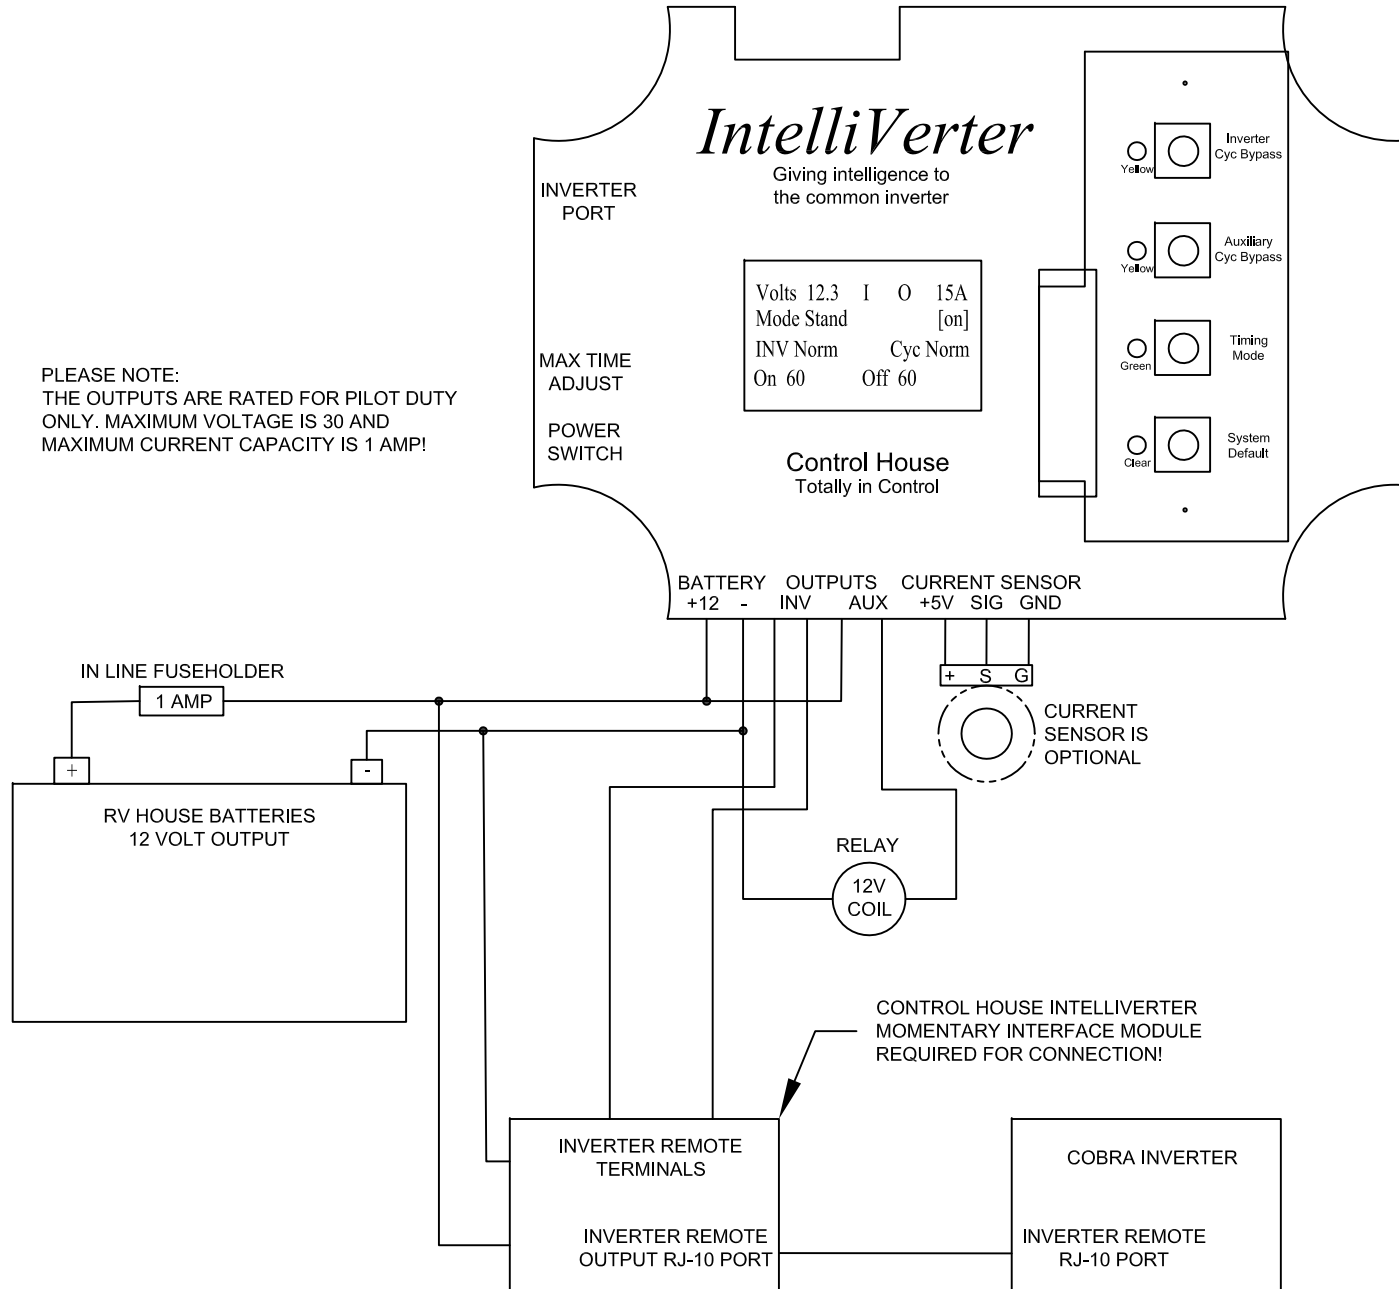 IntelliVerter
Giving intelligence to
the common inverter
INVERTER
PORT
MAX TIME
ADJUST
POWER
SWITCH
Volts 12.3 I O 15A
Mode Stand [on]
INV Norm Cyc Norm
On 60 Off 60
Control House
Totally in Control
Yellow
Inverter
Cyc Bypass
Yellow
Auxiliary
Cyc Bypass
Green
Timing
Mode
Clear
System
Default
PLEASE NOTE:
THE OUTPUTS ARE RATED FOR PILOT DUTY
ONLY. MAXIMUM VOLTAGE IS 30 AND
MAXIMUM CURRENT CAPACITY IS 1 AMP!
BATTERY OUTPUTS CURRENT SENSOR
+12 - INV AUX +5V SIG GND
IN LINE FUSEHOLDER
1 AMP
+ S G
CURRENT
SENSOR IS
OPTIONAL
+ -
RV HOUSE BATTERIES
12 VOLT OUTPUT
RELAY
12V
COIL
CONTROL HOUSE INTELLIVERTER
MOMENTARY INTERFACE MODULE
REQUIRED FOR CONNECTION!
INVERTER REMOTE
TERMINALS
INVERTER REMOTE
OUTPUT RJ-10 PORT
COBRA INVERTER
INVERTER REMOTE
RJ-10 PORT